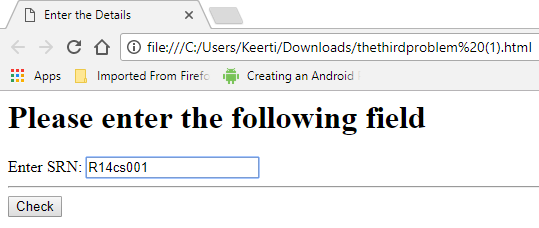 Enter the Details
file:///C:/Users/Keerti/Downloads/thethirdproblem%20(1).html
Apps Imported From Firefo Creating an Android
Please enter the following field
Enter SRN: R14cs001
Check